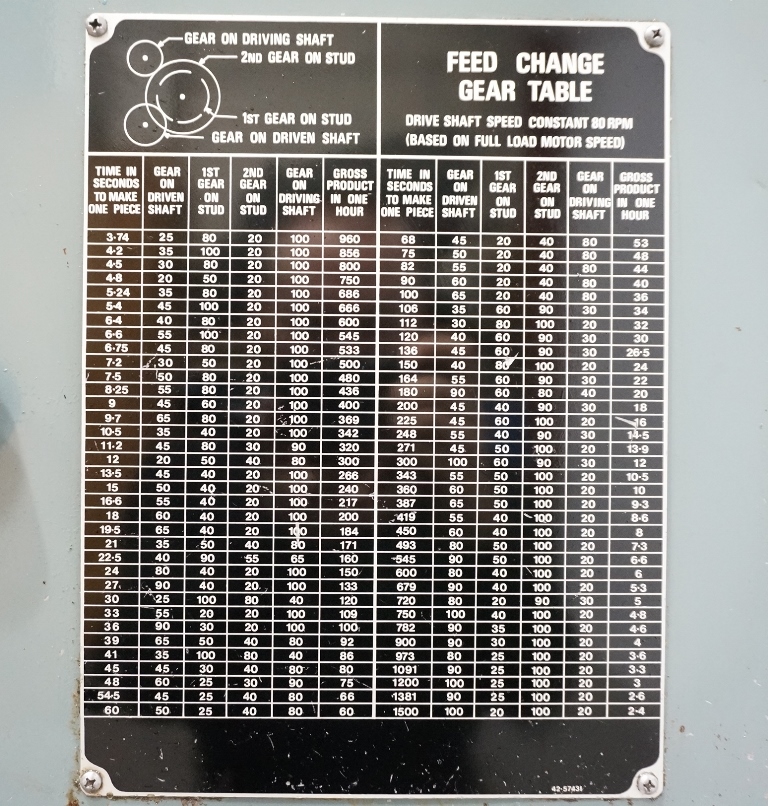 GEAR ON DRIVING SHAFT
2ND GEAR ON STUD
1ST GEAR ON STUD
GEAR ON DRIVEN SHAFT
FEED CHANGE
GEAR TABLE
DRIVE SHAFT SPEED CONSTANT 80 RPM
(BASED ON FULL LOAD MOTOR SPEED)
TIME IN SECONDS TO MAKE ONE PIECE GEAR ON DRIVEN SHAFT 1ST GEAR ON STUD 2ND GEAR ON STUD GEAR ON DRIVING SHAFT GROSS PRODUCT IN ONE HOUR TIME IN SECONDS TO MAKE ONE PIECE GEAR ON DRIVEN SHAFT 1ST GEAR ON STUD 2ND GEAR ON STUD GEAR ON DRIVING SHAFT GROSS PRODUCT IN ONE HOUR
3·74 25 80 20 100 960 68 45 20 40 80 53
4·2 35 100 20 100 856 75 50 20 40 80 48
4·5 30 80 20 100 800 82 55 20 40 80 44
4·8 20 50 20 100 750 90 60 20 40 80 40
5·24 35 80 20 100 686 100 65 20 40 80 36
5·4 45 100 20 100 666 106 35 60 90 30 34
6·4 40 80 20 100 600 112 30 80 100 20 32
6·6 55 100 20 100 545 120 40 60 90 30 30
6·75 45 80 20 100 533 136 45 60 90 30 26·5
7·2 30 50 20 100 500 150 40 80 100 20 24
7·5 50 80 20 100 480 164 55 60 90 30 22
8·25 55 80 20 100 436 180 90 60 80 40 20
9 45 60 20 100 400 200 45 40 90 30 18
9·7 65 80 20 100 369 225 45 60 100 20 16
10·5 35 40 20 100 342 248 55 40 90 30 14·5
11·2 45 80 30 90 320 271 45 50 100 20 13·9
12 20 50 40 80 300 300 100 60 90 30 12
13·5 45 40 20 100 266 343 55 50 100 20 10·5
15 50 40 20 100 240 360 60 50 100 20 10
16·6 55 40 20 100 217 387 65 50 100 20 9·3
18 60 40 20 100 200 419 55 40 100 20 8·6
19·5 65 40 20 100 184 450 60 40 100 20 8
21 35 50 40 80 171 493 80 50 100 20 7·3
22·5 40 90 55 65 160 545 90 50 100 20 6·6
24 80 40 20 100 150 600 80 40 100 20 6
27 90 40 20 100 133 679 90 40 100 20 5·3
30 25 100 80 40 120 720 80 20 90 30 5
33 55 20 20 100 109 750 100 40 100 20 4·8
36 90 30 20 100 100 782 90 35 100 20 4·6
39 65 50 40 80 92 900 90 30 100 20 4
41 35 100 80 40 86 973 80 25 100 20 3·6
45 45 30 40 80 80 1091 90 25 100 20 3·3
48 60 25 30 90 75 1200 100 25 100 20 3
54·5 45 25 40 80 66 1381 90 25 100 20 2·6
60 50 25 40 80 60 1500 100 20 100 20 2·4
42-57431